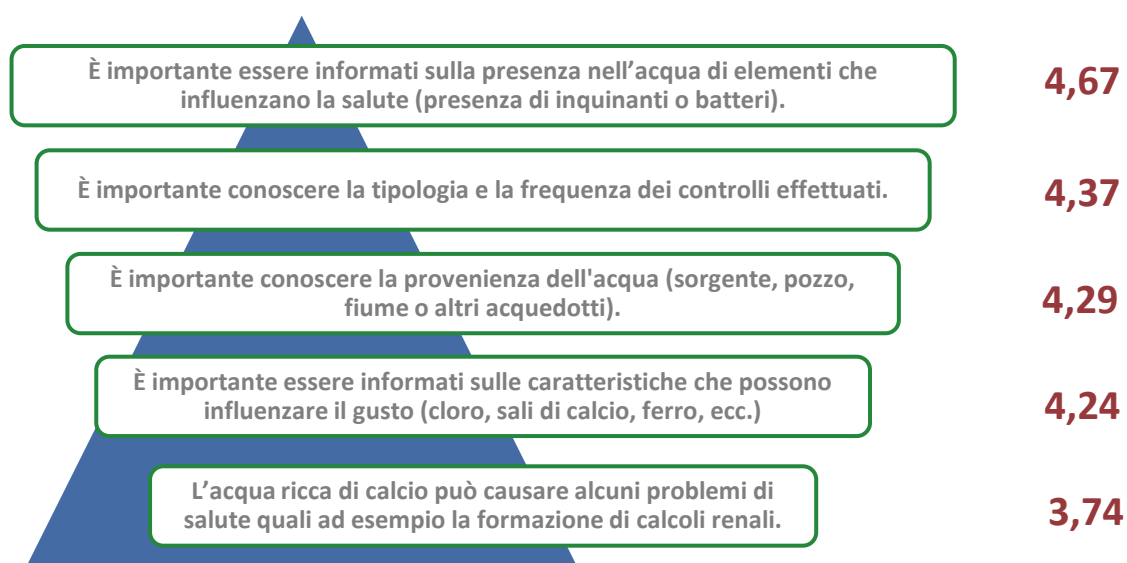 È importante essere informati sulla presenza nell’acqua di elementi che
influenzano la salute (presenza di inquinanti o batteri).
4,67
È importante conoscere la tipologia e la frequenza dei controlli effettuati.
4,37
È importante conoscere la provenienza dell'acqua (sorgente, pozzo,
fiume o altri acquedotti).
4,29
È importante essere informati sulle caratteristiche che possono
influenzare il gusto (cloro, sali di calcio, ferro, ecc.)
4,24
L’acqua ricca di calcio può causare alcuni problemi di
salute quali ad esempio la formazione di calcoli renali.
3,74